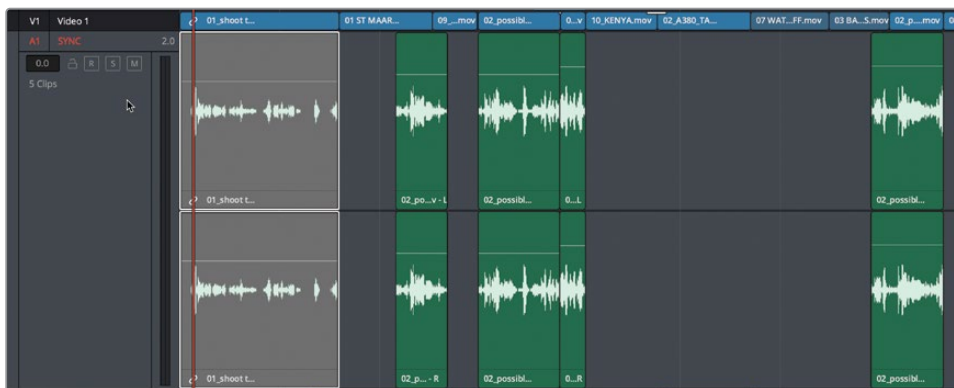 V1 Video 1 01_shoot t... 01 ST MAAR... 09_...mov 02_possibl... 0...v 10_KENYA.mov 02_A380_TA... 07 WAT...FF.mov 03 BA...S.mov 02_p....mov 0
A1 SYNC 2.0
0.0 R S M
5 Clips
01_shoot t... 02_po...v - L 02_possibl... 0...L 02_possibl...
01_shoot t... 02_p... - R 02_possibl... 0...R 02_possibl...